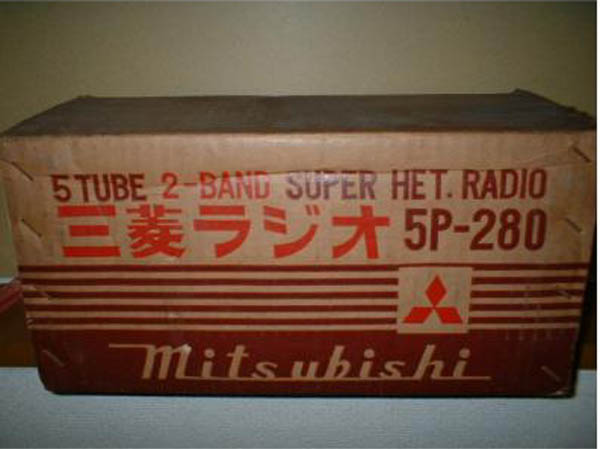 5 TUBE 2-BAND SUPER HET. RADIO
三菱ラジオ 5P-280
Mitsubishi